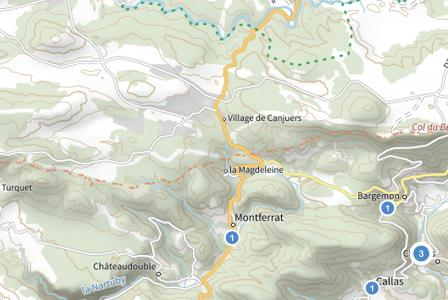 Village de Canjuers
Col du Be
la Magdeleine
Turquet
Bargemon
1
Montferrat
1
3
Châteaudouble
la Nartuby
1
Callas